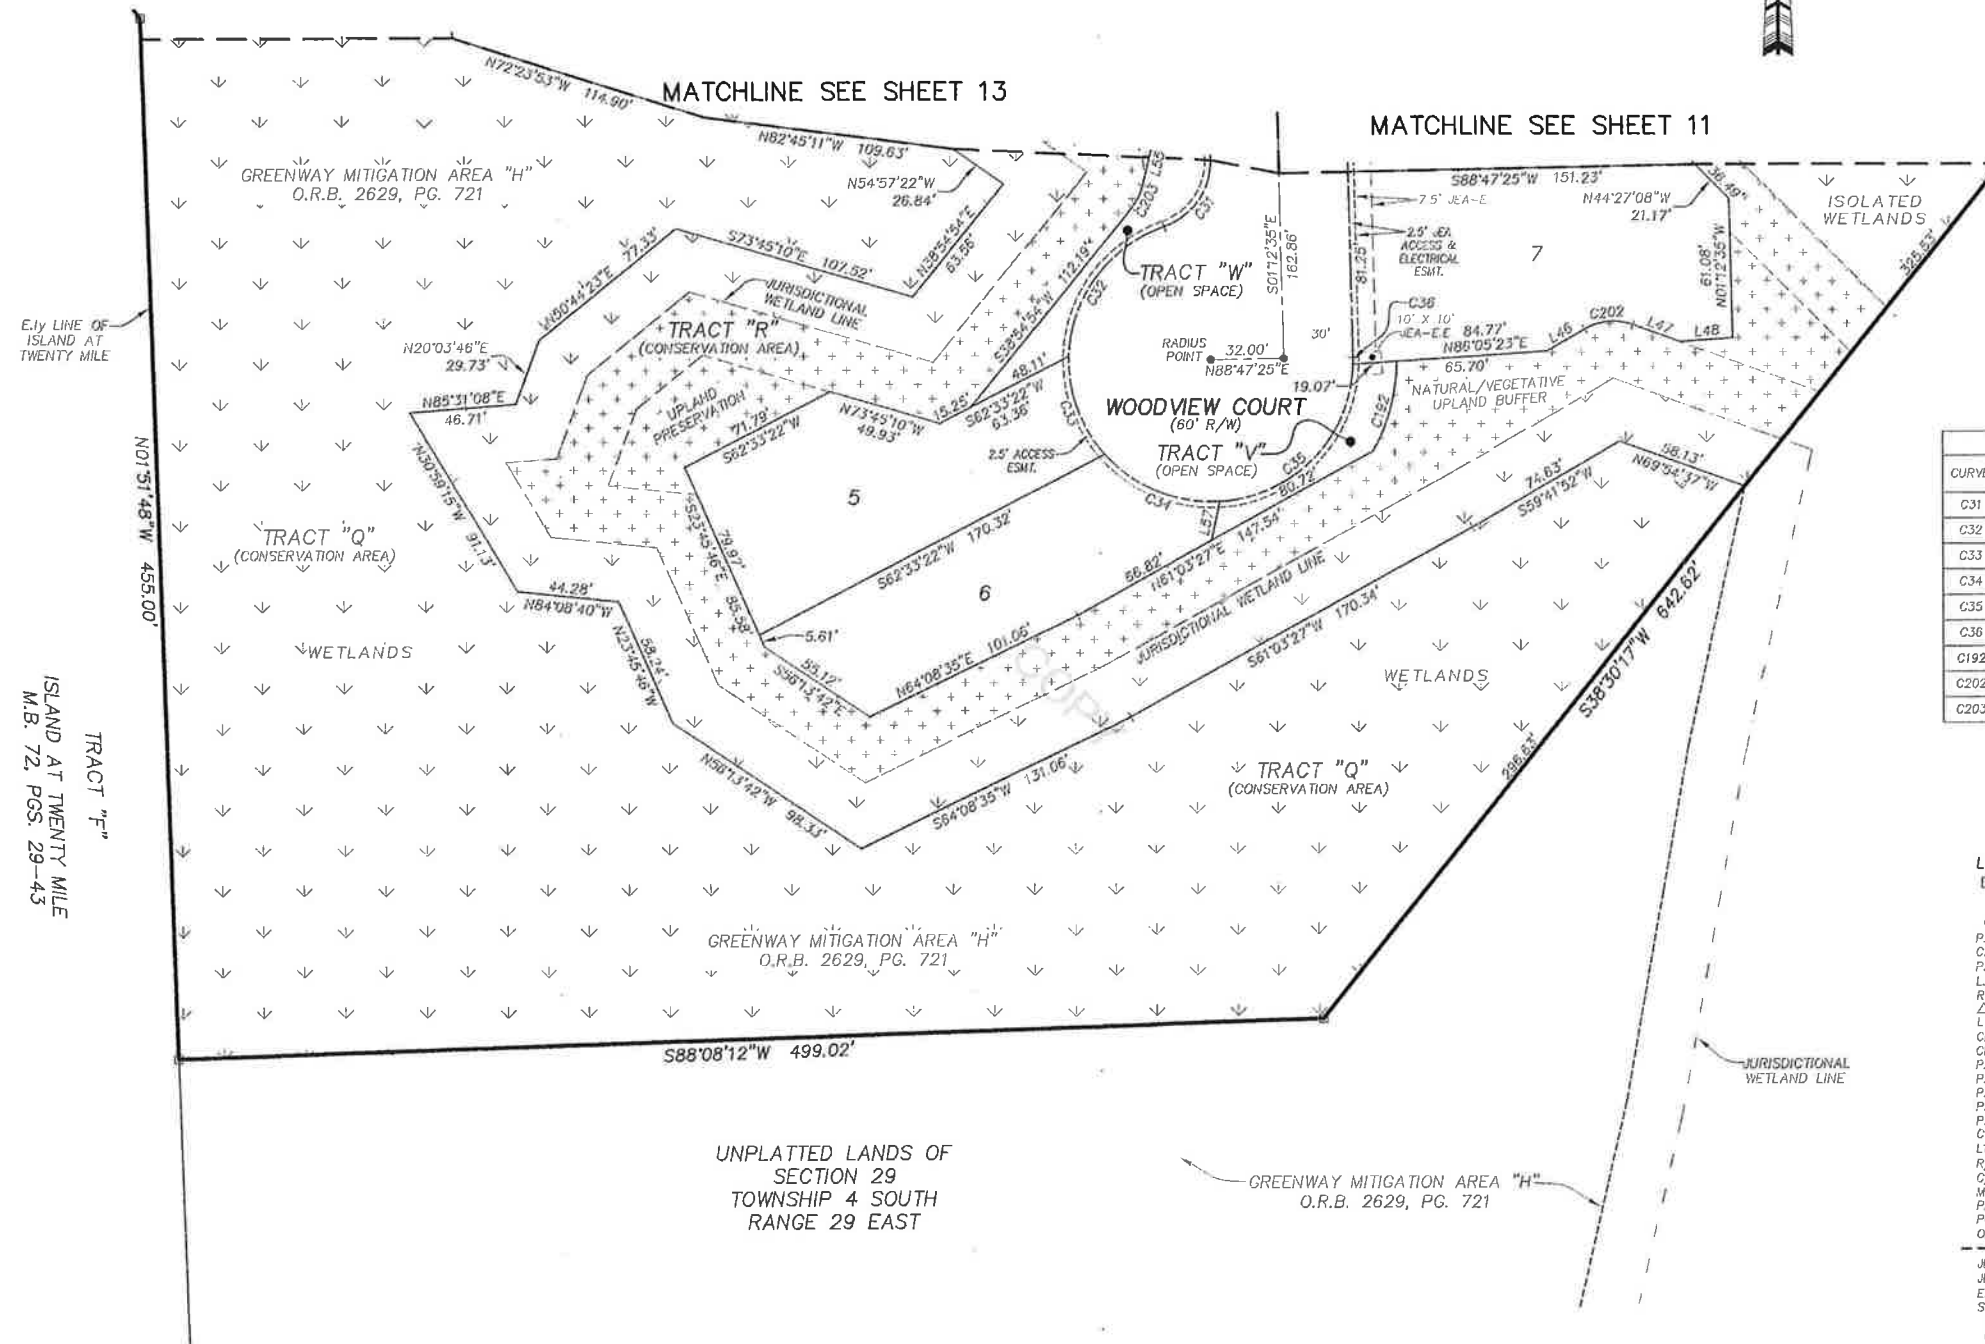 MATCHLINE SEE SHEET 13
MATCHLINE SEE SHEET 11
N72°23'53"W 114.90'
N82°45'11"W 109.63'
N54°57'22"W
26.84'
GREENWAY MITIGATION AREA "H"
O.R.B. 2629, PG. 721
N38°54'54"E
63.56'
S73°45'10"E 107.52'
N50°44'23"E 77.33'
JURISDICTIONAL
WETLAND LINE
TRACT "R"
(CONSERVATION AREA)
S38°54'54"W 112.19'
C203
L55
C31
C32
TRACT "W"
(OPEN SPACE)
S01°12'35"E
162.86'
S88°47'25"W 151.23'
7.5' JEA-E
2.5' JEA
ACCESS &
ELECTRICAL
ESMT.
81.25'
7
N44°27'08"W
21.17'
36.49'
61.08'
N01°12'35"W
ISOLATED
WETLANDS
325.53'
C36
10' X 10'
JEA-E.E
84.77'
N86°05'23"E
65.70'
L46
C202
L47
L48
30'
RADIUS
POINT
32.00'
N88°47'25"E
19.07'
E.ly LINE OF
ISLAND AT
TWENTY MILE
N20°03'46"E
29.73'
N85°31'08"E
46.71'
N30°59'15"W
91.13'
N01°51'48"W 455.00'
UPLAND
PRESERVATION
71.79'
S62°33'22"W
N73°45'10"W
49.93'
15.25'
48.11'
S62°33'22"W
63.36'
C33
2.5' ACCESS
ESMT.
WOODVIEW COURT
(60' R/W)
TRACT "V"
(OPEN SPACE)
C192
C35
80.72'
C34
L57
NATURAL/VEGETATIVE
UPLAND BUFFER
58.13'
N69°54'37"W
74.63'
S59°41'52"W
5
S62°33'22"W 170.32'
S23°45'46"E
79.97'
85.58'
6
5.61'
55.12'
S56°13'42"E
N64°08'35"E 101.06'
66.82'
N61°03'27"E 147.54'
JURISDICTIONAL WETLAND LINE
S61°03'27"W 170.34'
TRACT "Q"
(CONSERVATION AREA)
44.28'
N84°08'40"W
58.24'
N23°45'46"W
WETLANDS
N56°13'42"W 98.33'
S64°08'35"W 131.06'
COPY
WETLANDS
TRACT "Q"
(CONSERVATION AREA)
S38°30'17"W 642.62'
296.63'
TRACT "F"
ISLAND AT TWENTY MILE
M.B. 72, PGS. 29-43
GREENWAY MITIGATION AREA "H"
O.R.B. 2629, PG. 721
S88°08'12"W 499.02'
JURISDICTIONAL
WETLAND LINE
UNPLATTED LANDS OF
SECTION 29
TOWNSHIP 4 SOUTH
RANGE 29 EAST
GREENWAY MITIGATION AREA "H"
O.R.B. 2629, PG. 721
C31
C32
C33
C34
C35
C36
C192
C202
C203